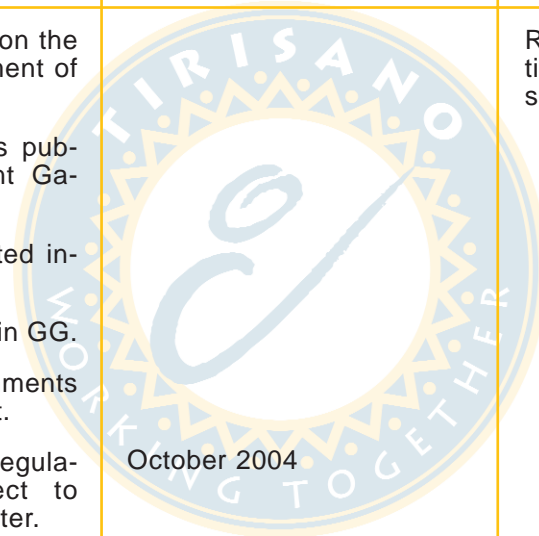 on the
ment of
s pub-
nt Ga-
ted in-
in GG.
ments
t.
egula-
ect to
ter.
October 2004
R
ti
s
TIRISANO
WORKING TOGETHER